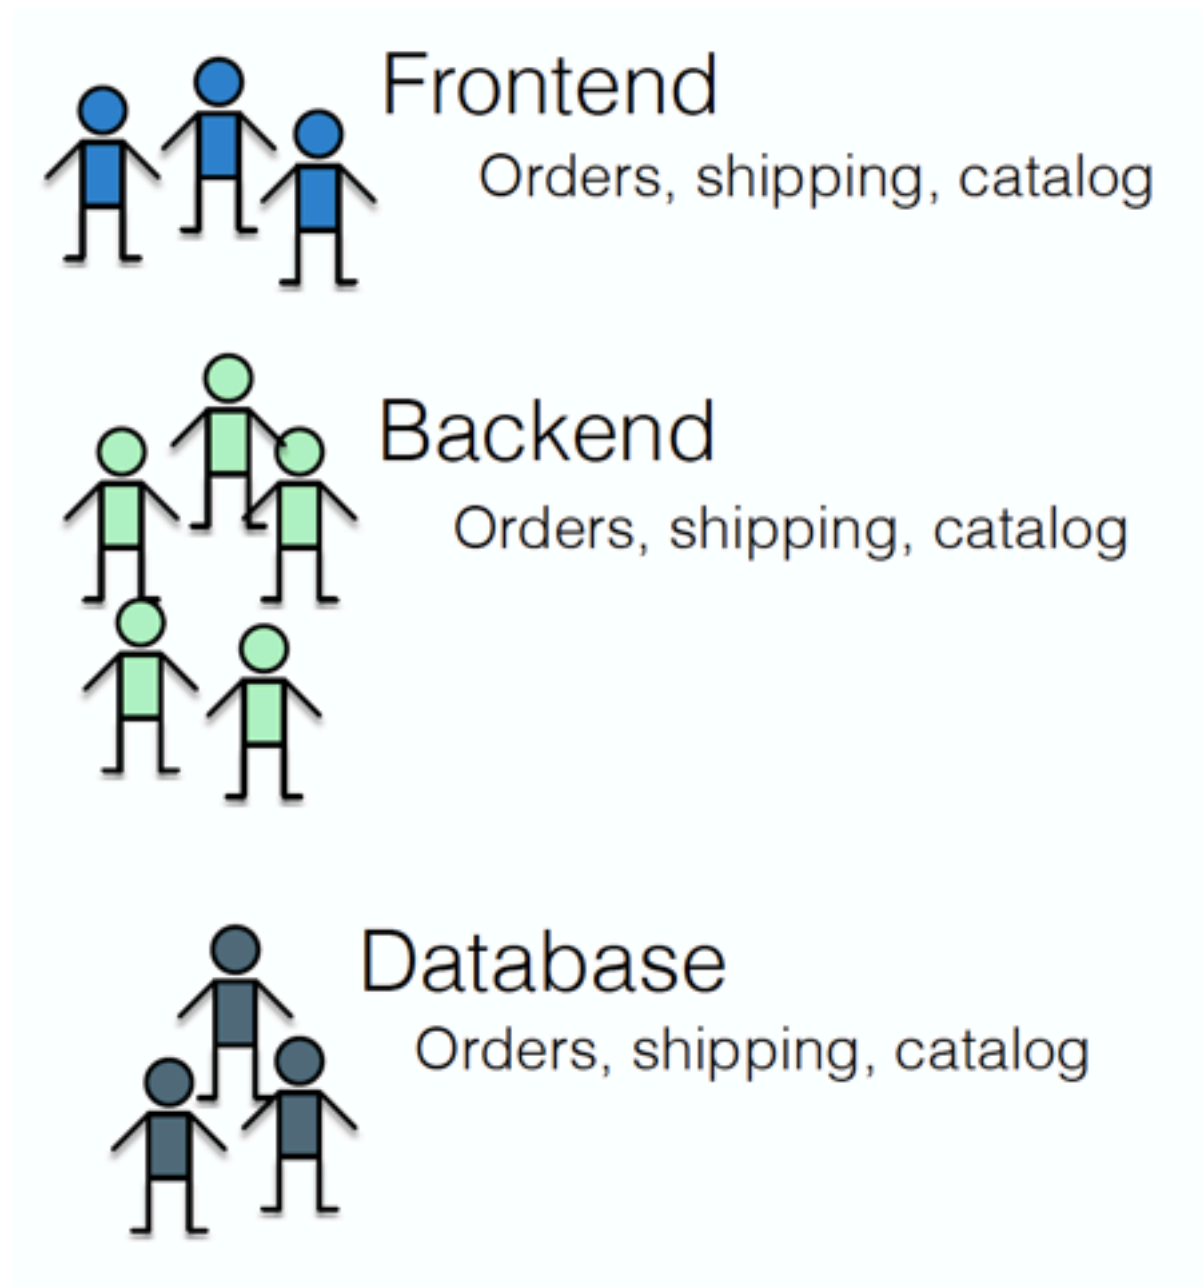 Frontend
Orders, shipping, catalog
Backend
Orders, shipping, catalog
Database
Orders, shipping, catalog